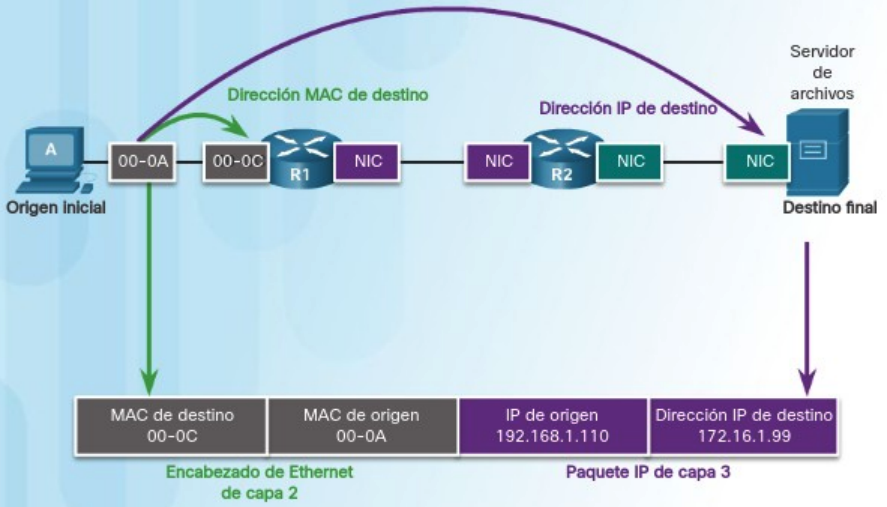 Servidor
de
archivos
Dirección MAC de destino
Dirección IP de destino
A
00-0A
00-0C
R1
NIC
NIC
R2
NIC
NIC
Origen inicial
Destino final
MAC de destino
00-0C
MAC de origen
00-0A
IP de origen
192.168.1.110
Dirección IP de destino
172.16.1.99
Encabezado de Ethernet
de capa 2
Paquete IP de capa 3